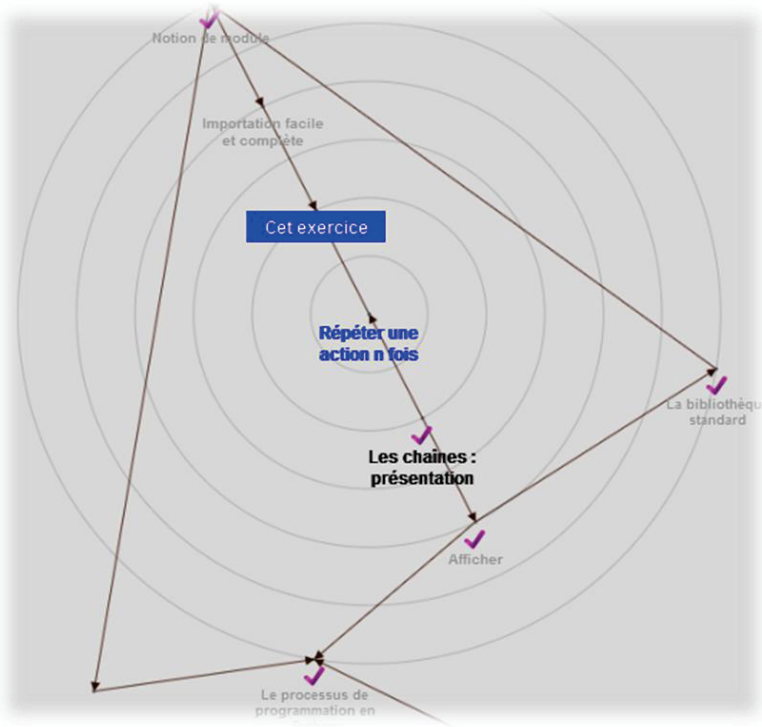 Notion de module
Importation facile
et complète
Cet exercice
Répéter une
action n fois
La bibliothèqu
standard
Les chaines :
présentation
Afficher
Le processus de
programmation en